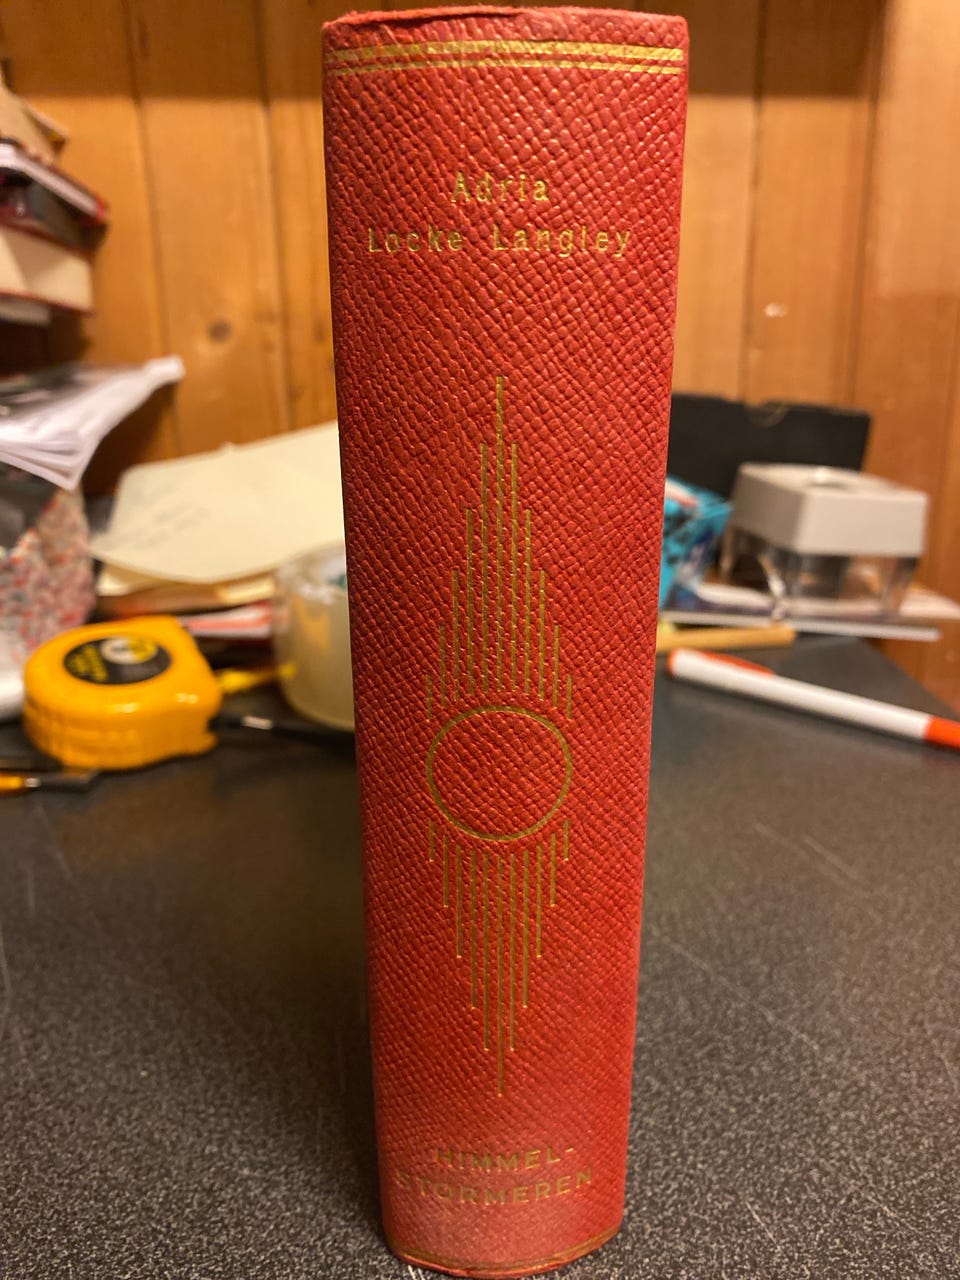 Adria
Locke Langley
HIMMEL-
STORMEREN